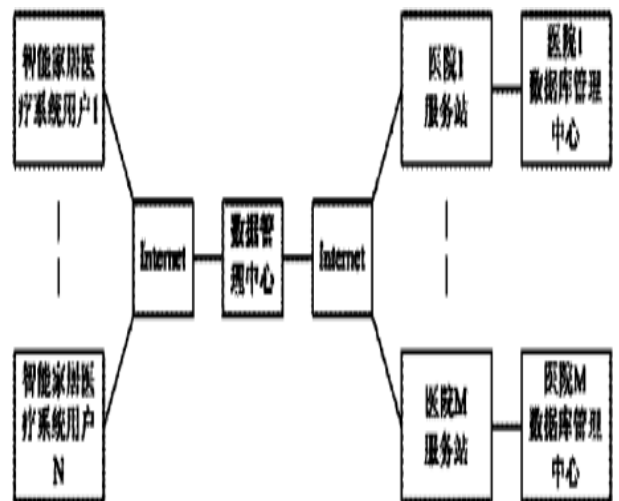 智能家居医
疗系统用户1
医院1
服务站
医院1
数据库管理
中心
Internet
数据管
理中心
Internet
智能家居医
疗系统用户
N
医院M
服务站
医院M
数据库管理
中心